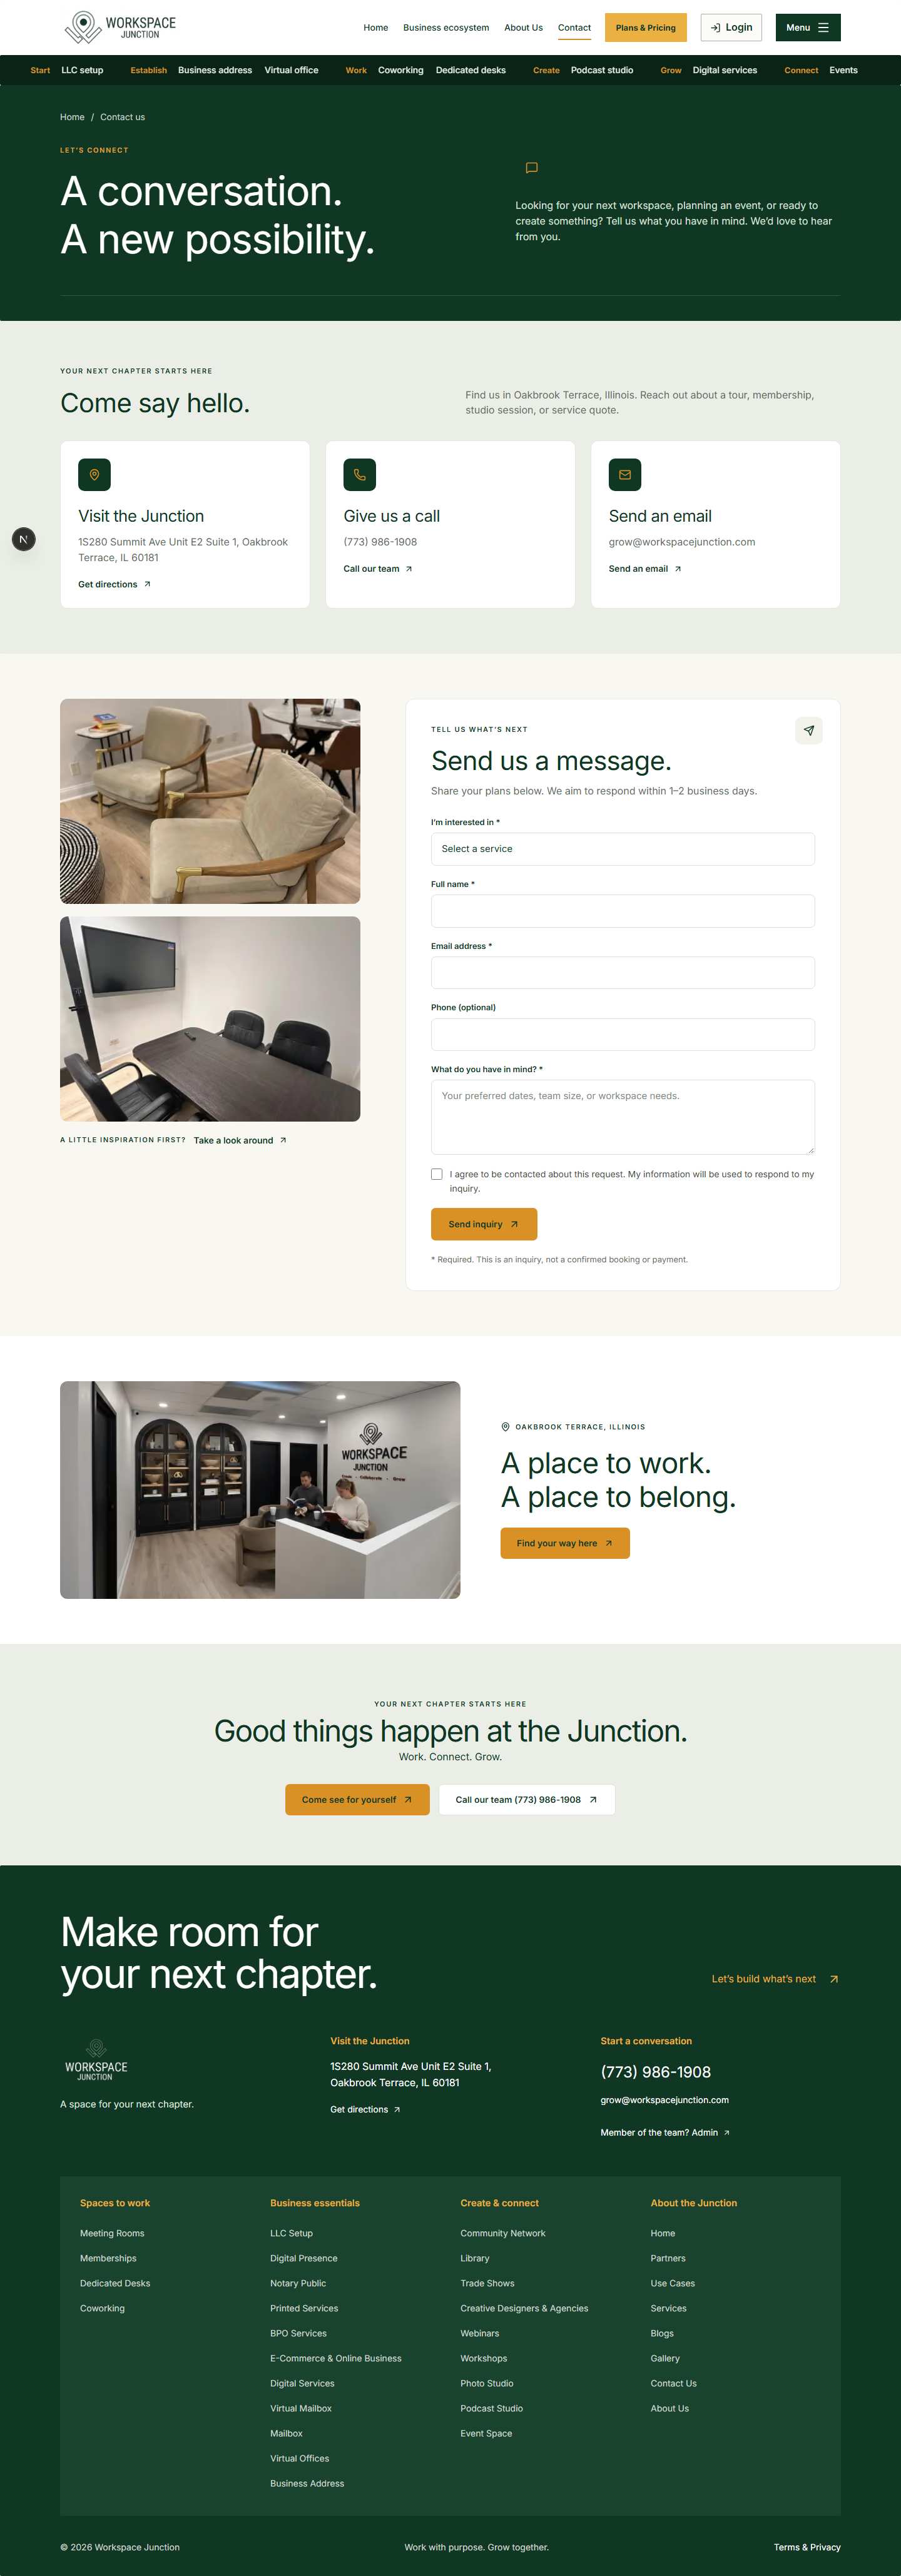 WORKSPACE
JUNCTION
Home Business ecosystem About Us Contact Plans & Pricing Login Menu
Start LLC setup Establish Business address Virtual office Work Coworking Dedicated desks Create Podcast studio Grow Digital services Connect Events
Home / Contact us
LET'S CONNECT
A conversation.
A new possibility.
Looking for your next workspace, planning an event, or ready to
create something? Tell us what you have in mind. We'd love to hear
from you.
YOUR NEXT CHAPTER STARTS HERE
Come say hello.
Find us in Oakbrook Terrace, Illinois. Reach out about a tour, membership,
studio session, or service quote.
N
Visit the Junction
1S280 Summit Ave Unit E2 Suite 1, Oakbrook
Terrace, IL 60181
Get directions
Give us a call
(773) 986-1908
Call our team
Send an email
grow@workspacejunction.com
Send an email
A LITTLE INSPIRATION FIRST? Take a look around
TELL US WHAT'S NEXT
Send us a message.
Share your plans below. We aim to respond within 1–2 business days.
I'm interested in *
Select a service
Full name *
Email address *
Phone (optional)
What do you have in mind? *
Your preferred dates, team size, or workspace needs.
I agree to be contacted about this request. My information will be used to respond to my
inquiry.
Send inquiry
* Required. This is an inquiry, not a confirmed booking or payment.
WORKSPACE
JUNCTION
OAKBROOK TERRACE, ILLINOIS
A place to work.
A place to belong.
Find your way here
YOUR NEXT CHAPTER STARTS HERE
Good things happen at the Junction.
Work. Connect. Grow.
Come see for yourself
Call our team (773) 986-1908
Make room for
your next chapter.
Let's build what's next
WORKSPACE
JUNCTION
A space for your next chapter.
Visit the Junction
1S280 Summit Ave Unit E2 Suite 1,
Oakbrook Terrace, IL 60181
Get directions
Start a conversation
(773) 986-1908
grow@workspacejunction.com
Member of the team? Admin
Spaces to work
Meeting Rooms
Memberships
Dedicated Desks
Coworking
Business essentials
LLC Setup
Digital Presence
Notary Public
Printed Services
BPO Services
E-Commerce & Online Business
Digital Services
Virtual Mailbox
Mailbox
Virtual Offices
Business Address
Create & connect
Community Network
Library
Trade Shows
Creative Designers & Agencies
Webinars
Workshops
Photo Studio
Podcast Studio
Event Space
About the Junction
Home
Partners
Use Cases
Services
Blogs
Gallery
Contact Us
About Us
© 2026 Workspace Junction
Work with purpose. Grow together.
Terms & Privacy